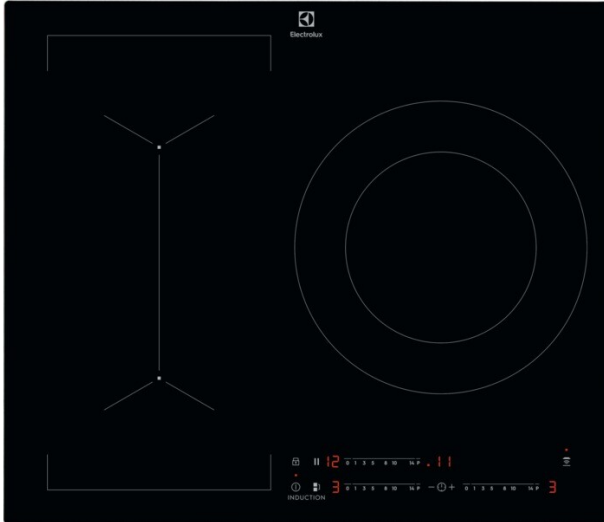 Electrolux
12 0 1 3 5 8 10 14 P . 11
3 0 1 3 5 8 10 14 P − + 0 1 3 5 8 10 14 P 3
INDUCTION